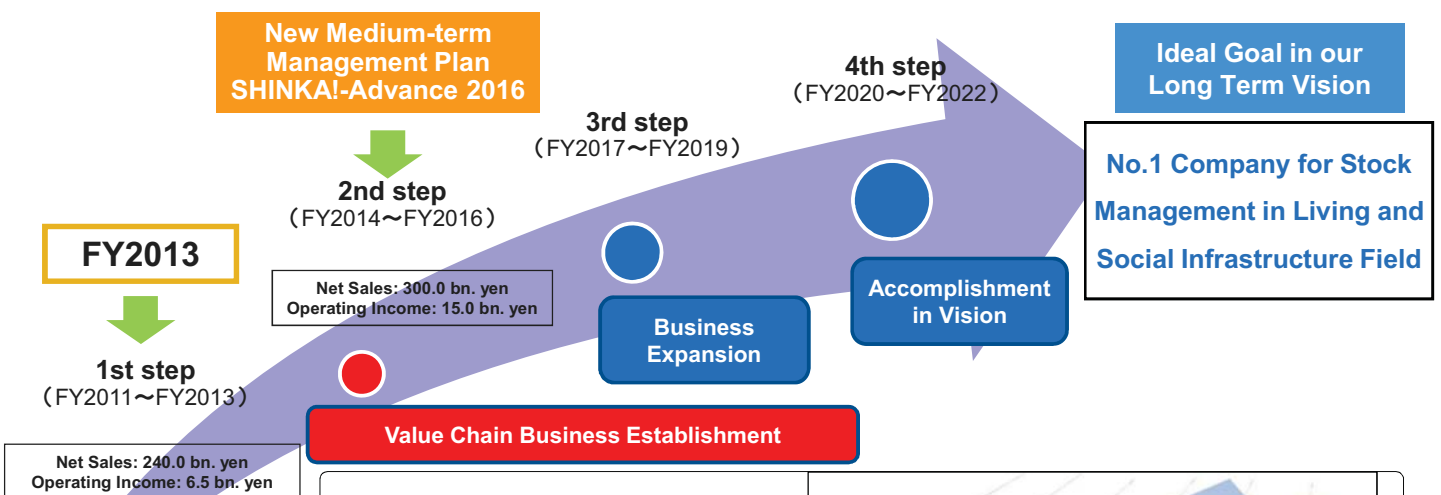 New Medium-term
Management Plan
SHINKA!-Advance 2016
Ideal Goal in our
Long Term Vision
4th step
（FY2020～FY2022）
3rd step
（FY2017～FY2019）
No.1 Company for Stock
Management in Living and
Social Infrastructure Field
2nd step
（FY2014～FY2016）
FY2013
Net Sales: 300.0 bn. yen
Operating Income: 15.0 bn. yen
Accomplishment
in Vision
Business
Expansion
1st step
（FY2011～FY2013）
Value Chain Business Establishment
Net Sales: 240.0 bn. yen
Operating Income: 6.5 bn. yen